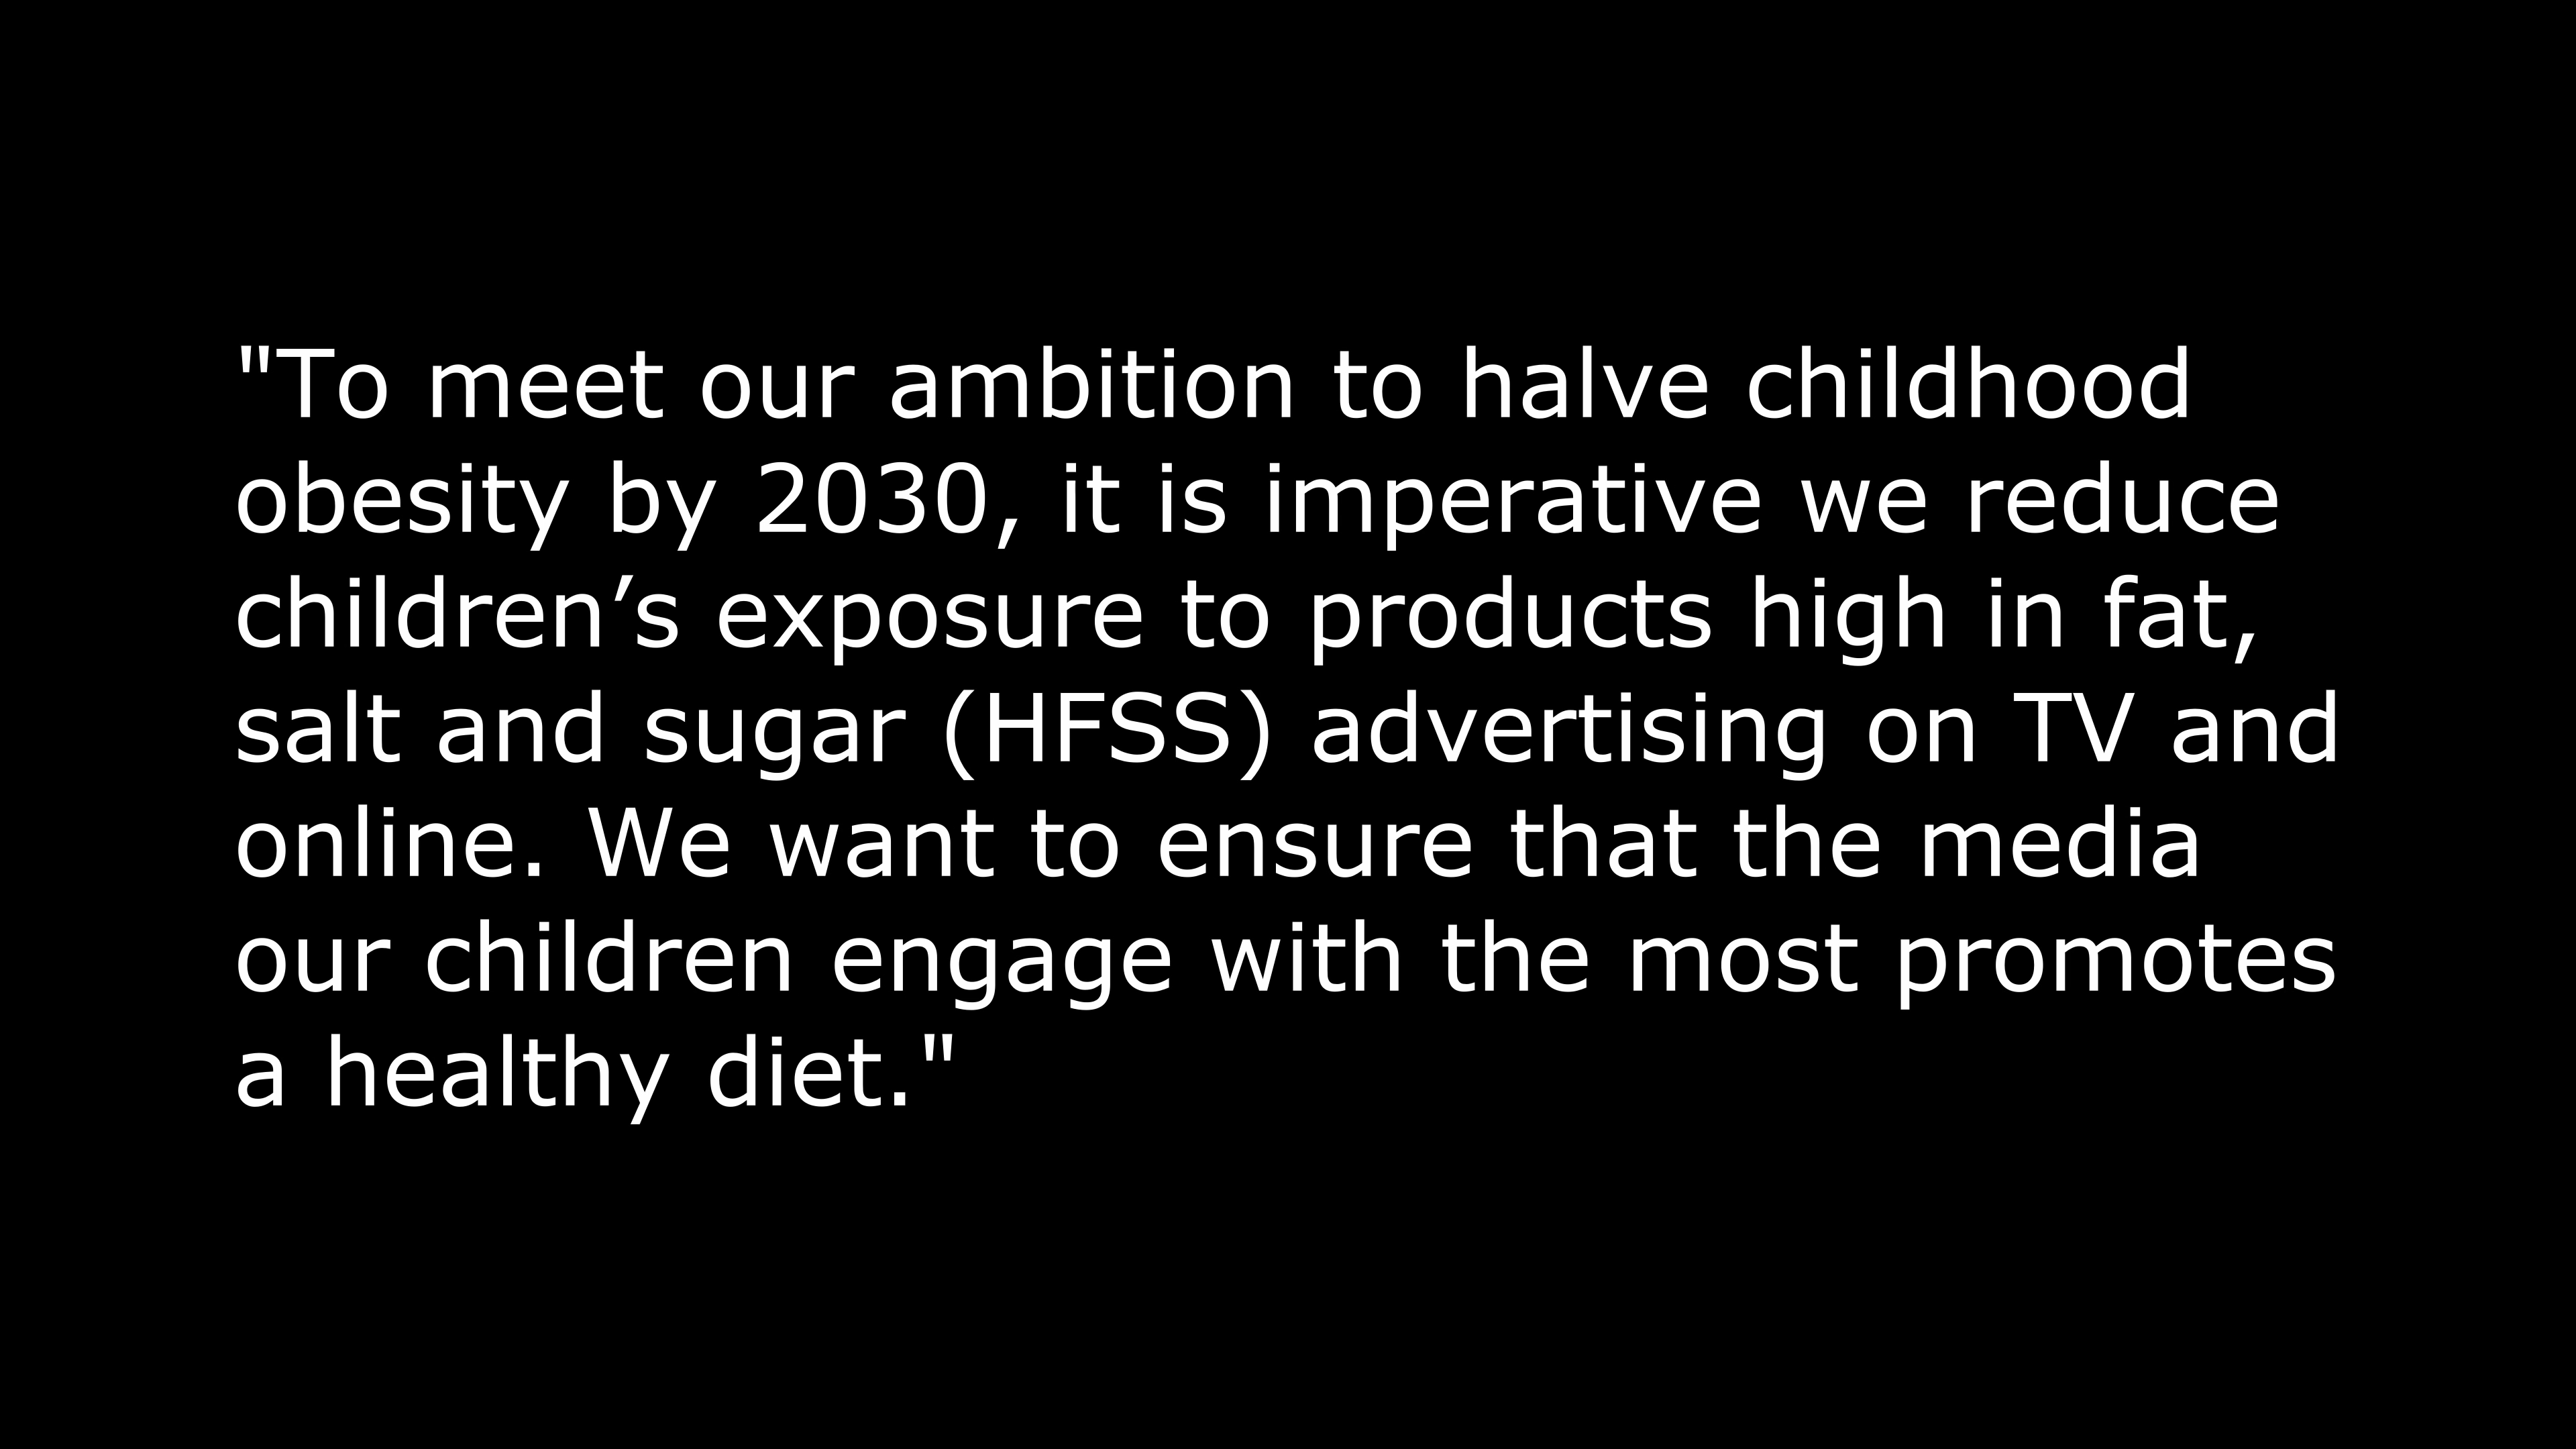 "To meet our ambition to halve childhood
obesity by 2030, it is imperative we reduce
children’s exposure to products high in fat,
salt and sugar (HFSS) advertising on TV and
online. We want to ensure that the media
our children engage with the most promotes
a healthy diet."